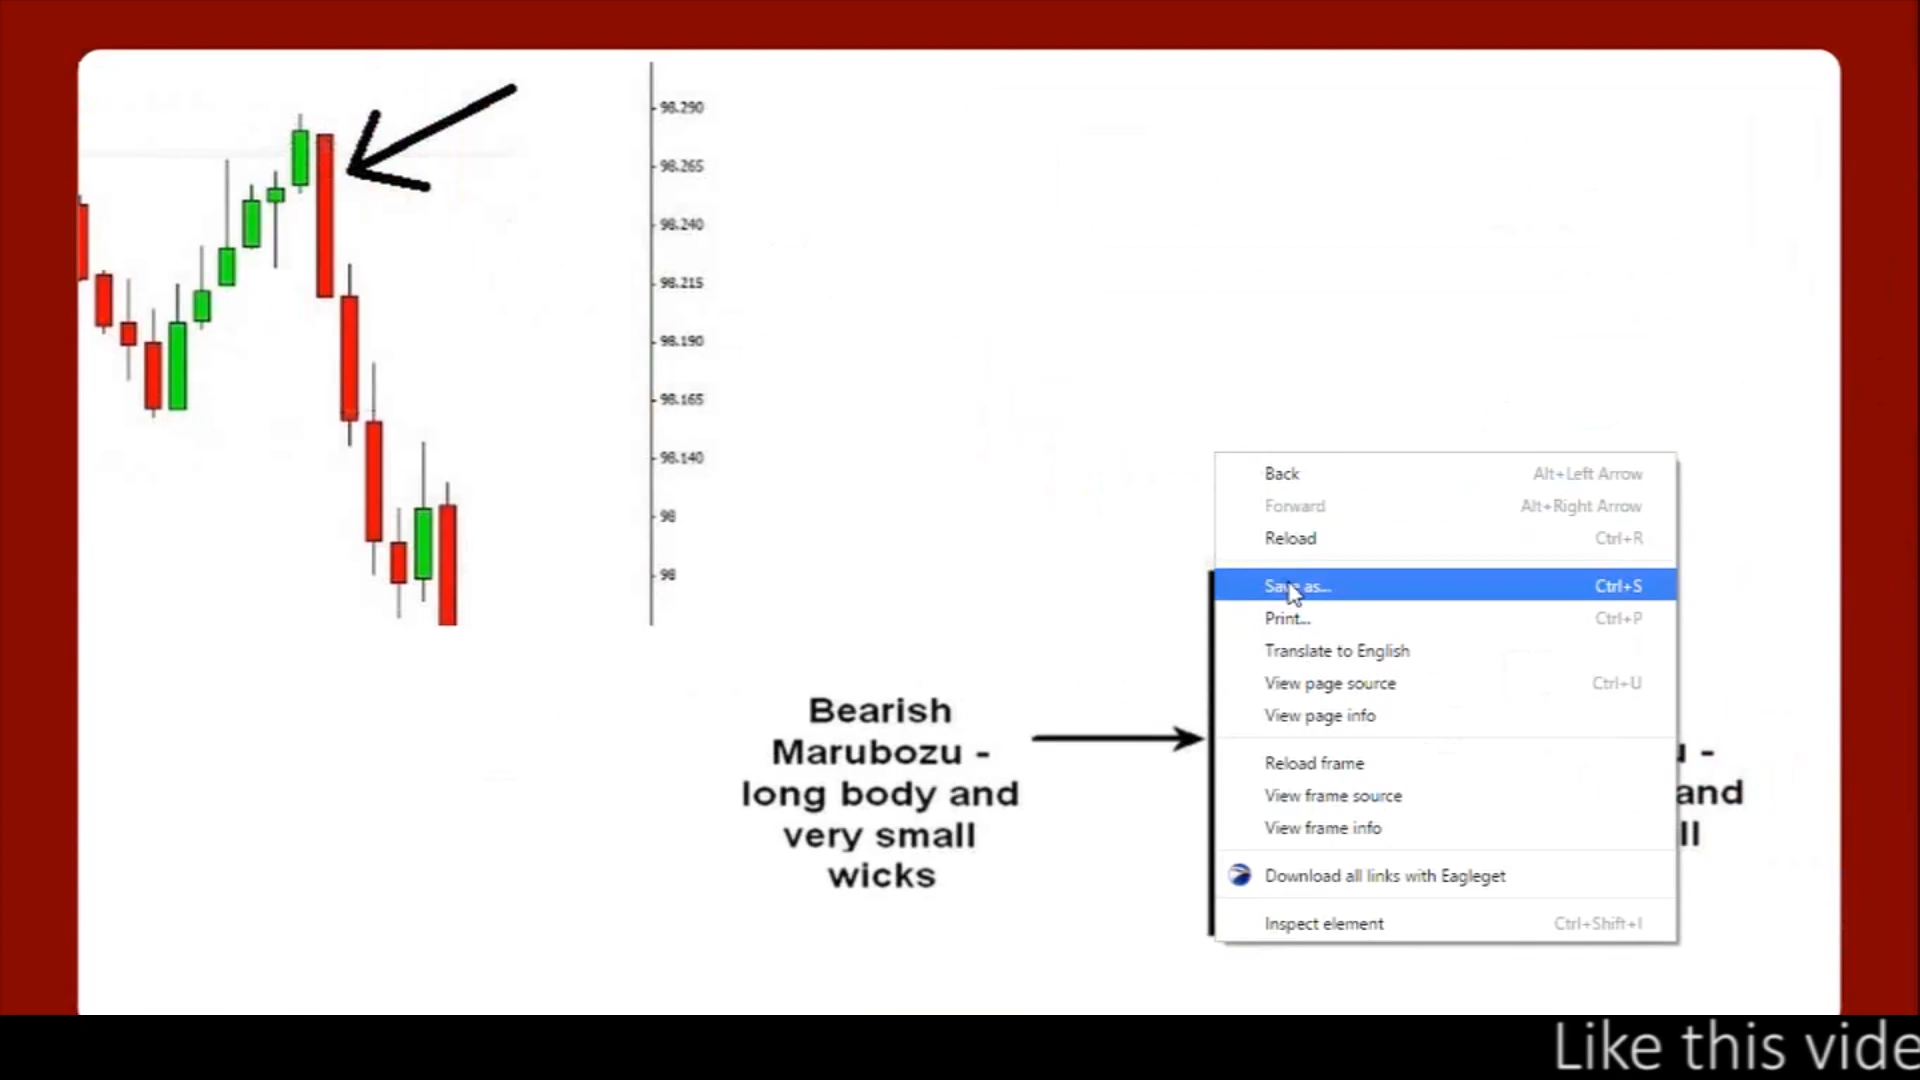 98.290
98.265
98.240
98.215
98.190
98.165
98.140
98
98
Back Alt+Left Arrow
Forward Alt+Right Arrow
Reload Ctrl+R
Save as... Ctrl+S
Print... Ctrl+P
Translate to English
View page source Ctrl+U
View page info
Reload frame
View frame source
View frame info
Download all links with Eagleget
Inspect element Ctrl+Shift+I
Bearish
Marubozu -
long body and
very small
wicks
u -
and
ll
Like this vide